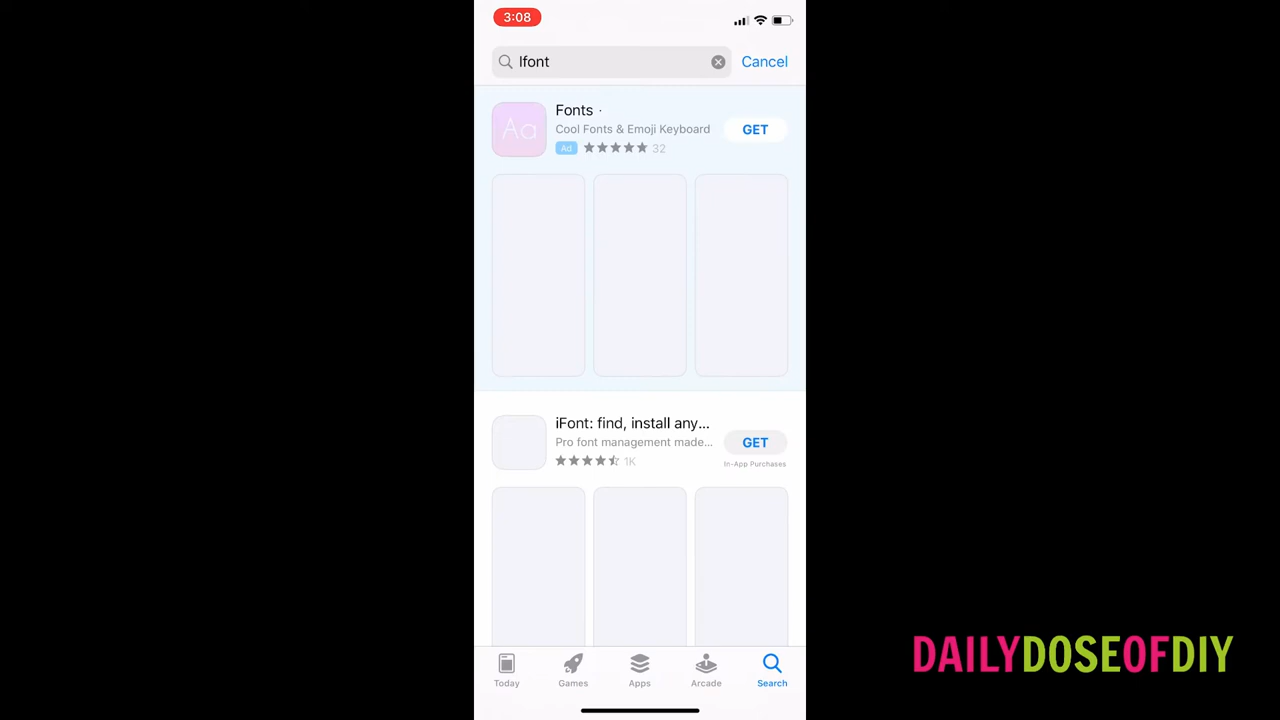 3:08
Ifont
Cancel
Fonts ·
Aa
Cool Fonts & Emoji Keyboard
GET
Ad
32
iFont: find, install any...
Pro font management made...
GET
1K
In-App Purchases
Today
Games
Apps
Arcade
Search
DAILYDOSEOFDIY